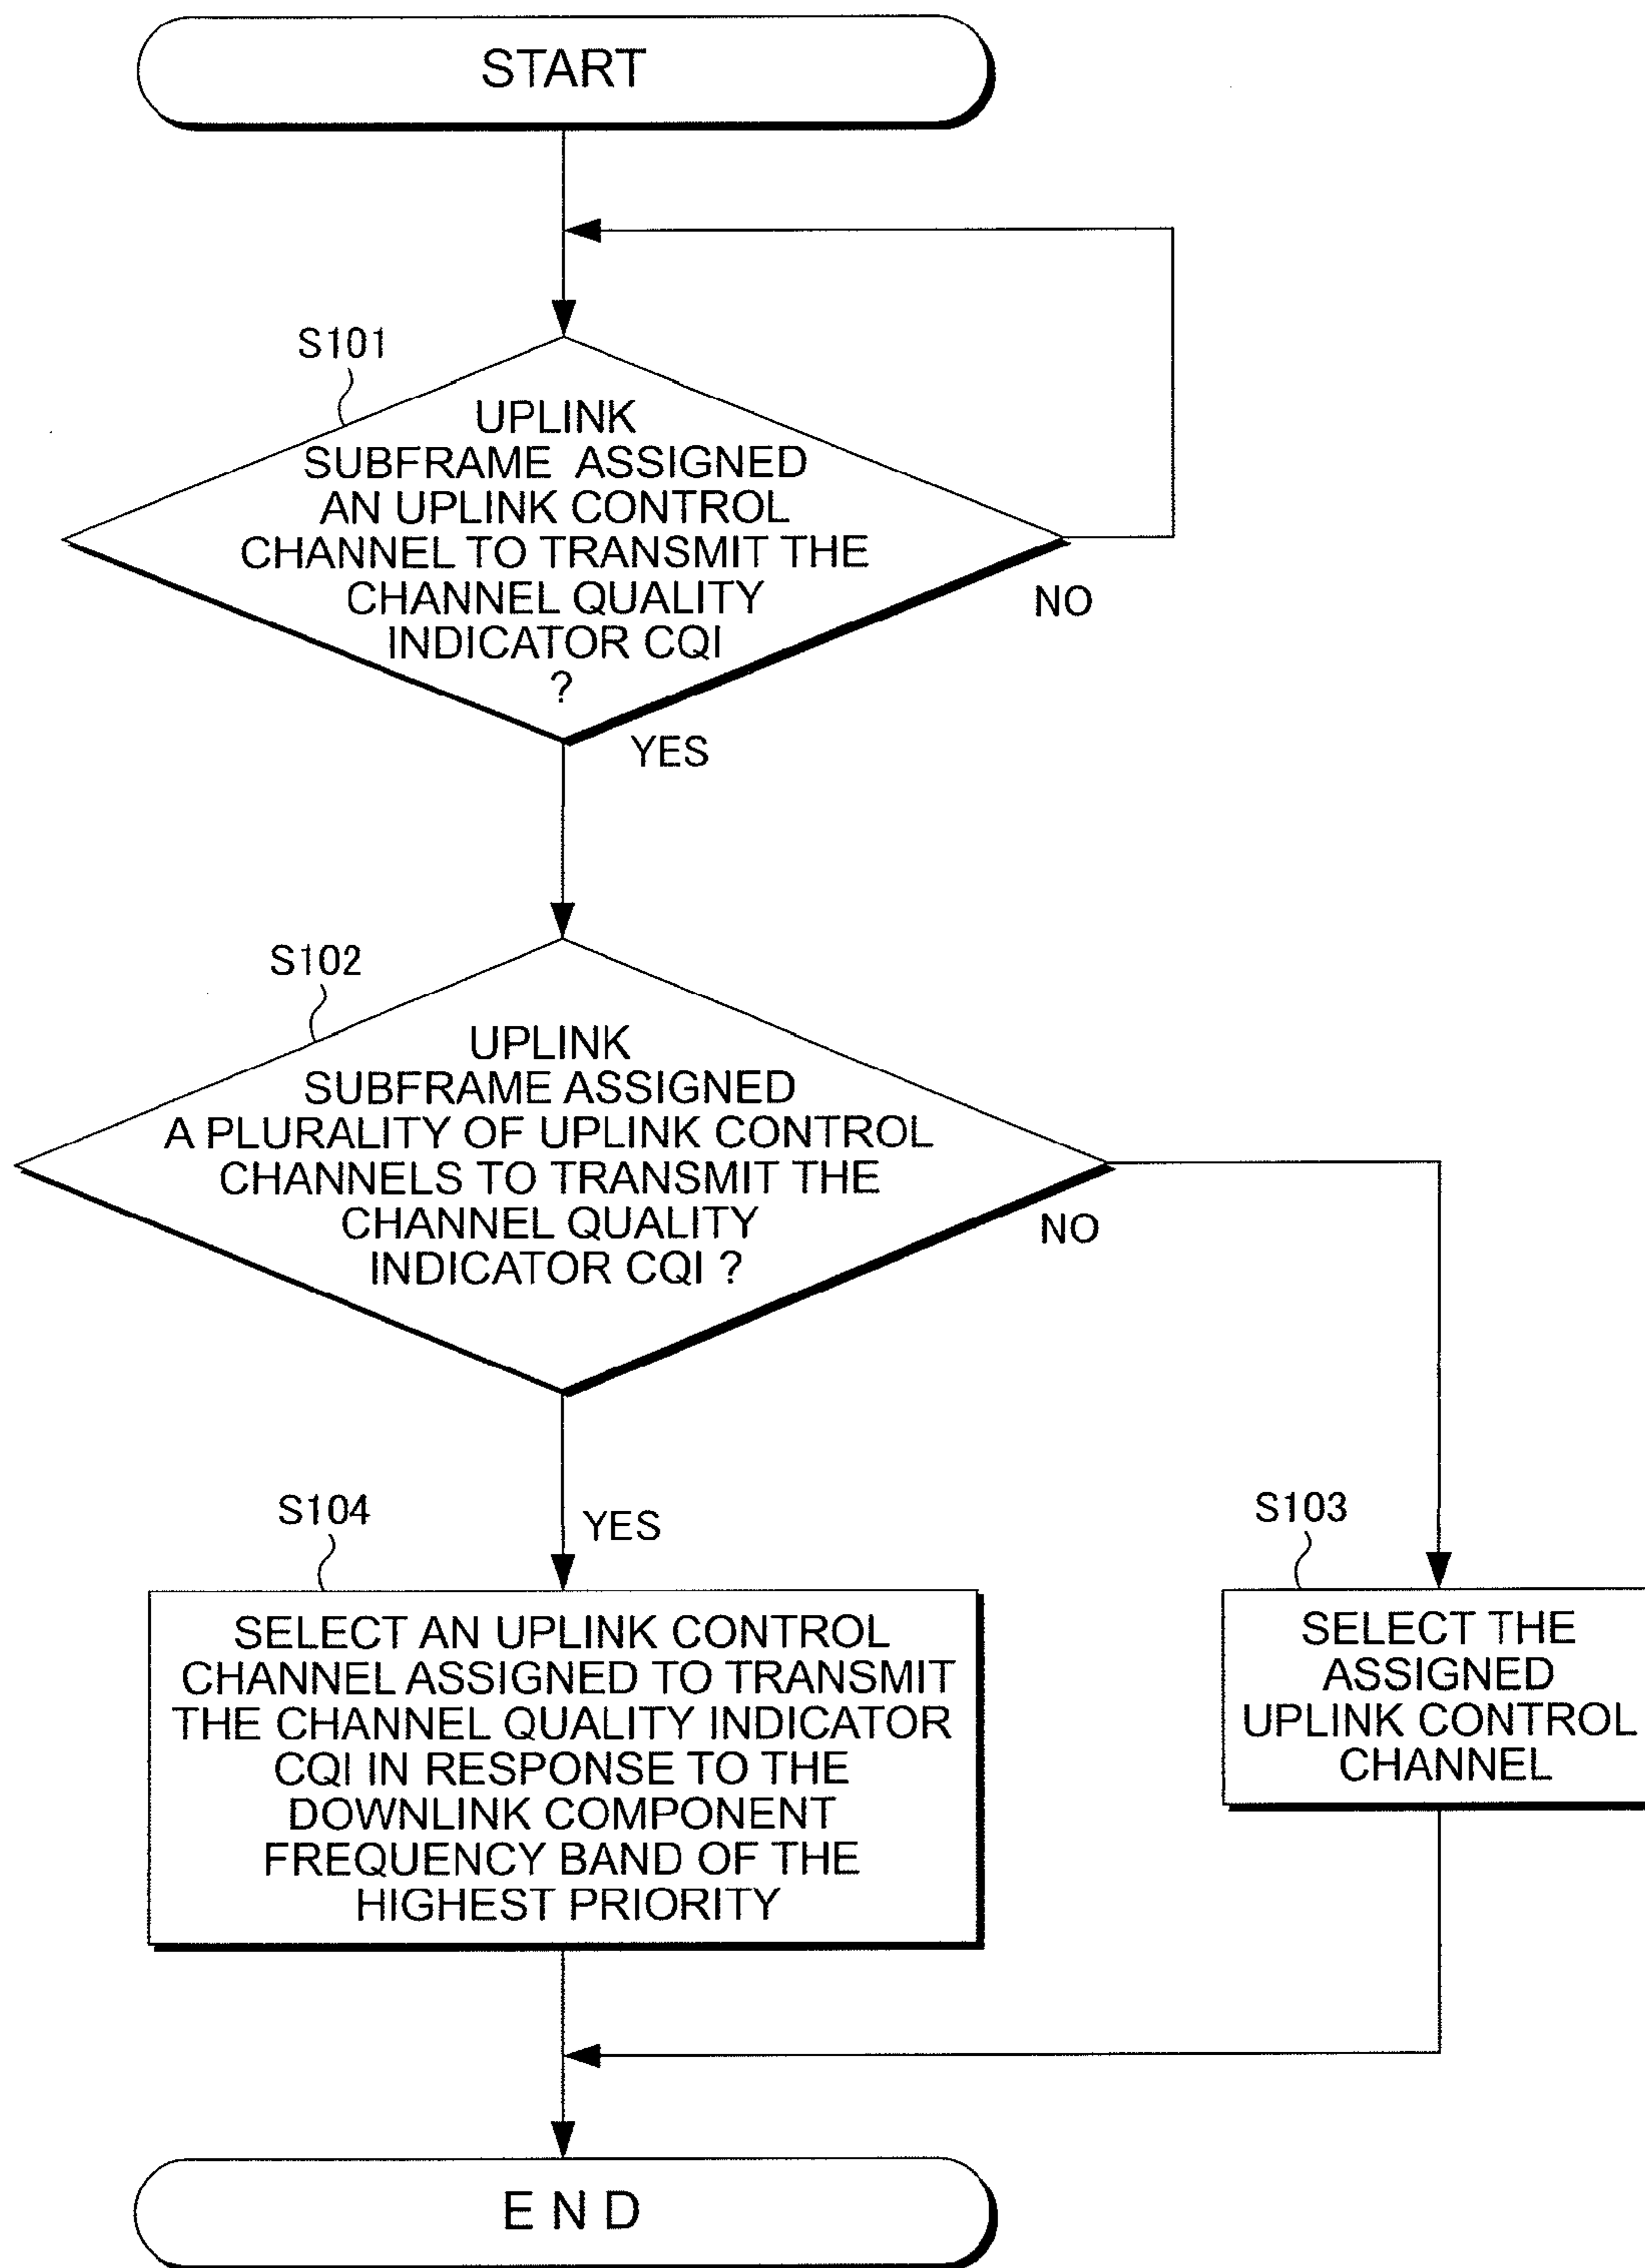 START
S101
UPLINK
SUBFRAME ASSIGNED
AN UPLINK CONTROL
CHANNEL TO TRANSMIT THE
CHANNEL QUALITY
INDICATOR CQI
?
NO
YES
S102
UPLINK
SUBFRAME ASSIGNED
A PLURALITY OF UPLINK CONTROL
CHANNELS TO TRANSMIT THE
CHANNEL QUALITY
INDICATOR CQI ?
NO
YES
S104
SELECT AN UPLINK CONTROL
CHANNEL ASSIGNED TO TRANSMIT
THE CHANNEL QUALITY INDICATOR
CQI IN RESPONSE TO THE
DOWNLINK COMPONENT
FREQUENCY BAND OF THE
HIGHEST PRIORITY
S103
SELECT THE
ASSIGNED
UPLINK CONTROL
CHANNEL
END